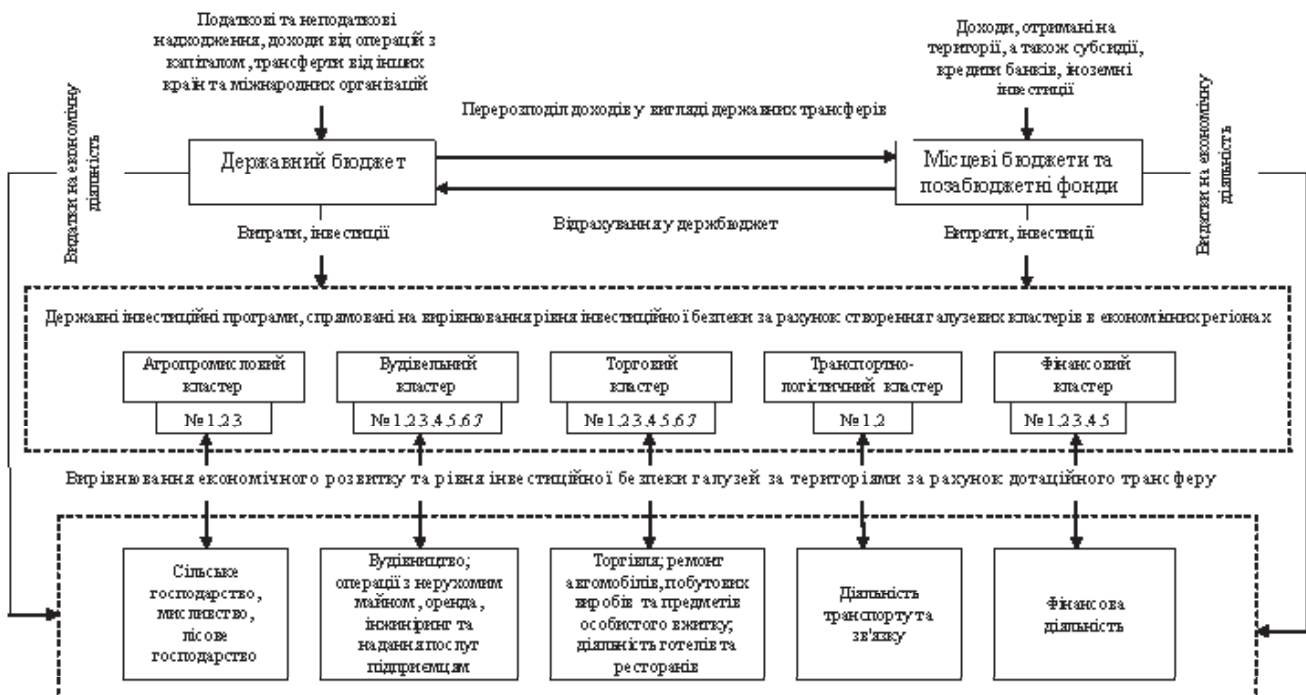 Податкові та неподаткові
надходження, доходи від операцій з
капіталом, трансферти від інших
країн та міжнародних організацій
Доходи, отримані на
території, а також субсидії,
кредити банків, іноземні
інвестиції
Перерозподіл доходів у вигляді державних трансферів
Видатки на економічну
діяльність
Державний бюджет
Місцеві бюджети та
позабюджетні фонди
Видатки на економічну
діяльність
Відрахування у держбюджет
Витрати, інвестиції
Витрати, інвестиції
Державні інвестиційні програми, спрямовані на вирівнювання рівня інвестиційної безпеки за рахунок створення галузевих кластерів в економінних регіонах
Агропромисловий
кластер
№ 1,2,3
Вудівельний
кластер
№ 1,2,3,4,5,6,7
Торговий
кластер
№ 1,2,3,4,5,6,7
Транспортно-
логістичний кластер
№ 1,2
Фінансовий
кластер
№ 1,2,3,4,5
Вирівнювання економічного розвитку та рівня інвестиційної безпеки галузей за територіями за рахунок дотаційного трансферу
Сільське
господарство,
мисливство,
лісове
господарство
Вудівництво;
операції з нерухомим
майном, оренда,
інжиніринг та
надання послуг
підприємцям
Торгівля; ремонт
автомобілів, побутових
виробів та предметів
особистого вжитку;
діяльність готелів та
ресторанів
Діяльність
транспорту та
зв'язку
Фінансова
діяльність